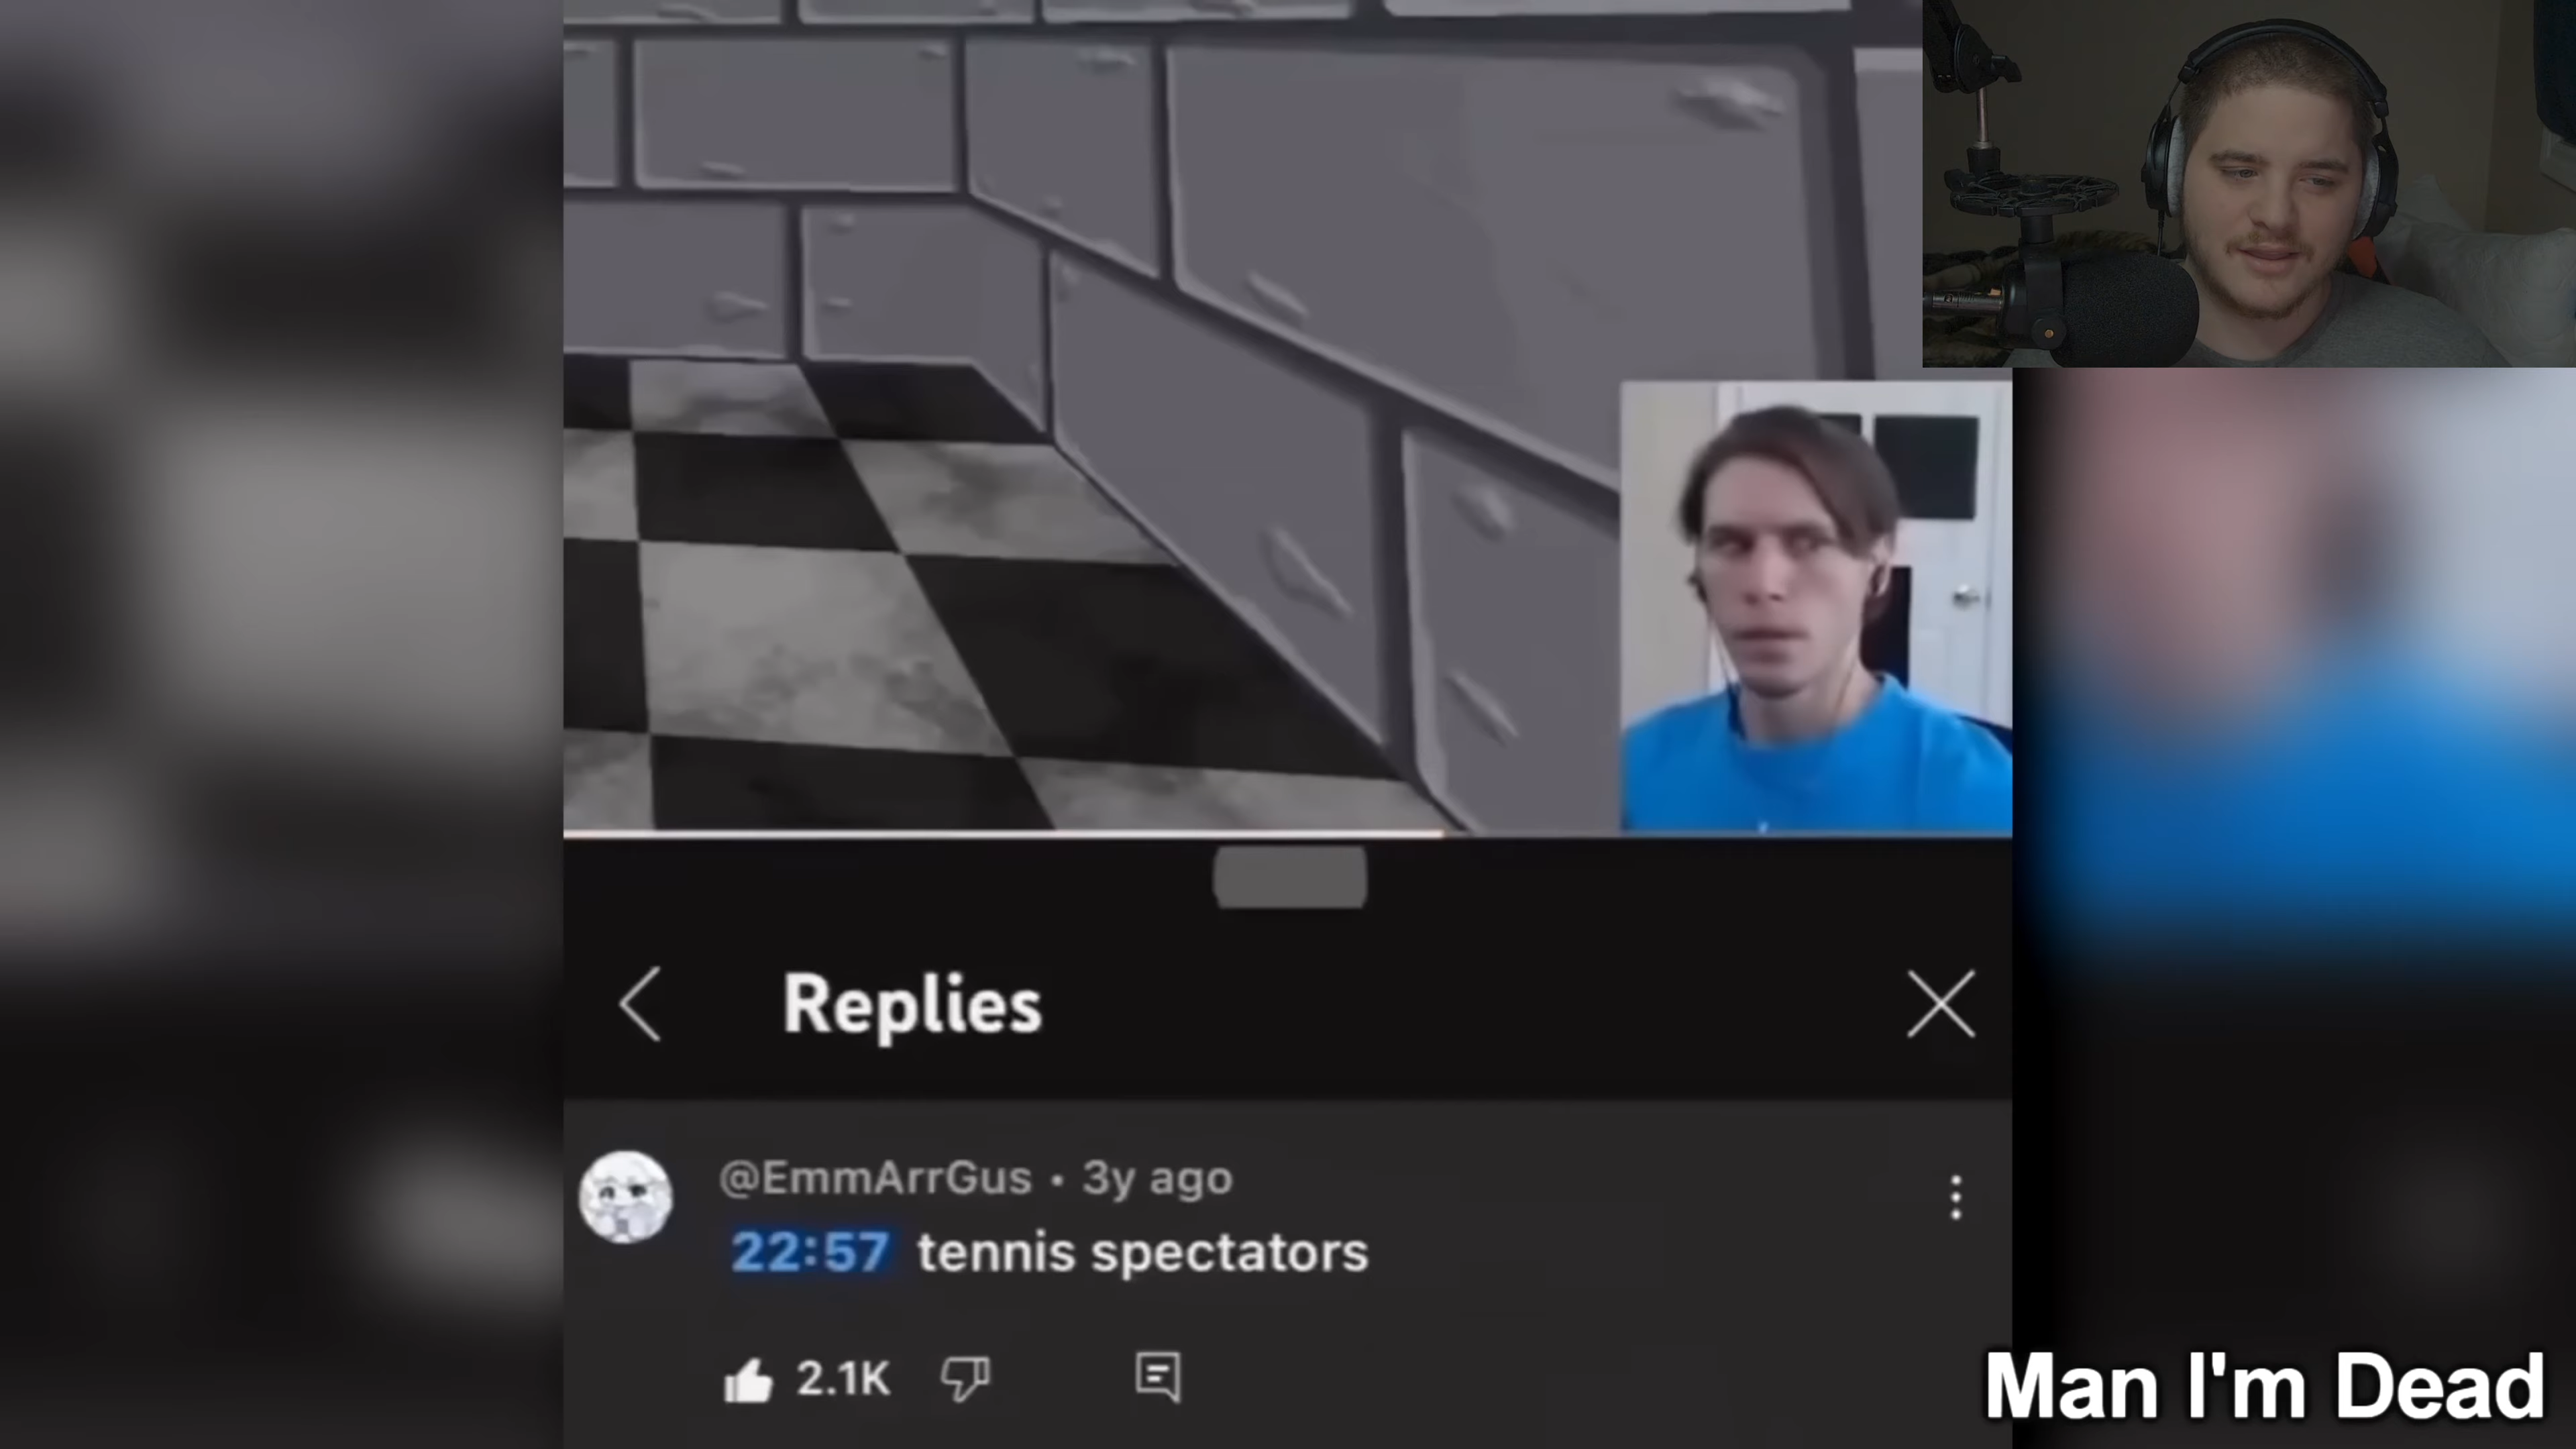 Replies
@EmmArrGus • 3y ago
22:57 tennis spectators
2.1K
Man I'm Dead